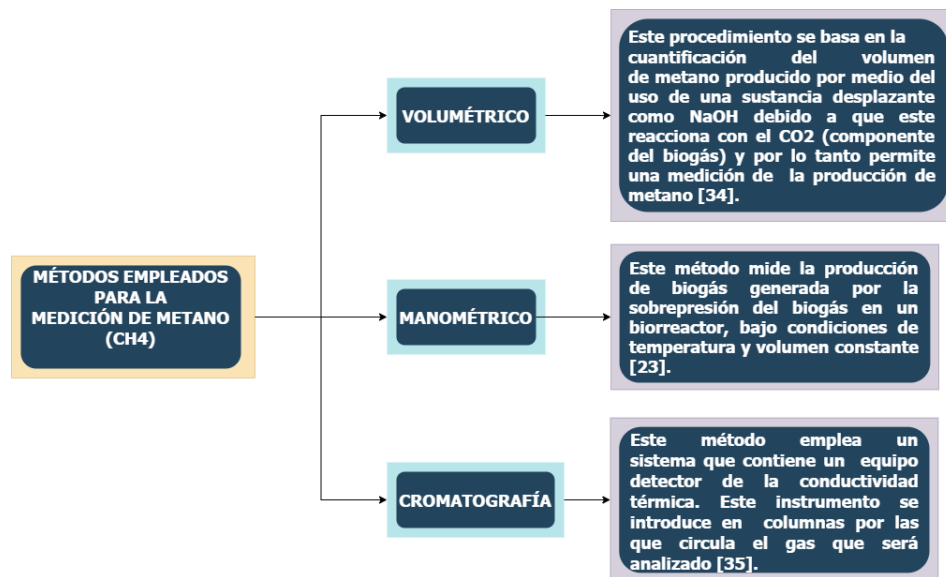 MÉTODOS EMPLEADOS
PARA LA
MEDICIÓN DE METANO
(CH4)
VOLUMÉTRICO
Este procedimiento se basa en la
cuantificación del volumen
de metano producido por medio del
uso de una sustancia desplazante
como NaOH debido a que este
reacciona con el CO2 (componente
del biogás) y por lo tanto permite
una medición de la producción de
metano [34].
MANOMÉTRICO
Este método mide la producción
de biogás generada por la
sobrepresión del biogás en un
biorreactor, bajo condiciones de
temperatura y volumen constante
[23].
CROMATOGRAFÍA
Este método emplea un
sistema que contiene un equipo
detector de la conductividad
térmica. Este instrumento se
introduce en columnas por las
que circula el gas que será
analizado [35].